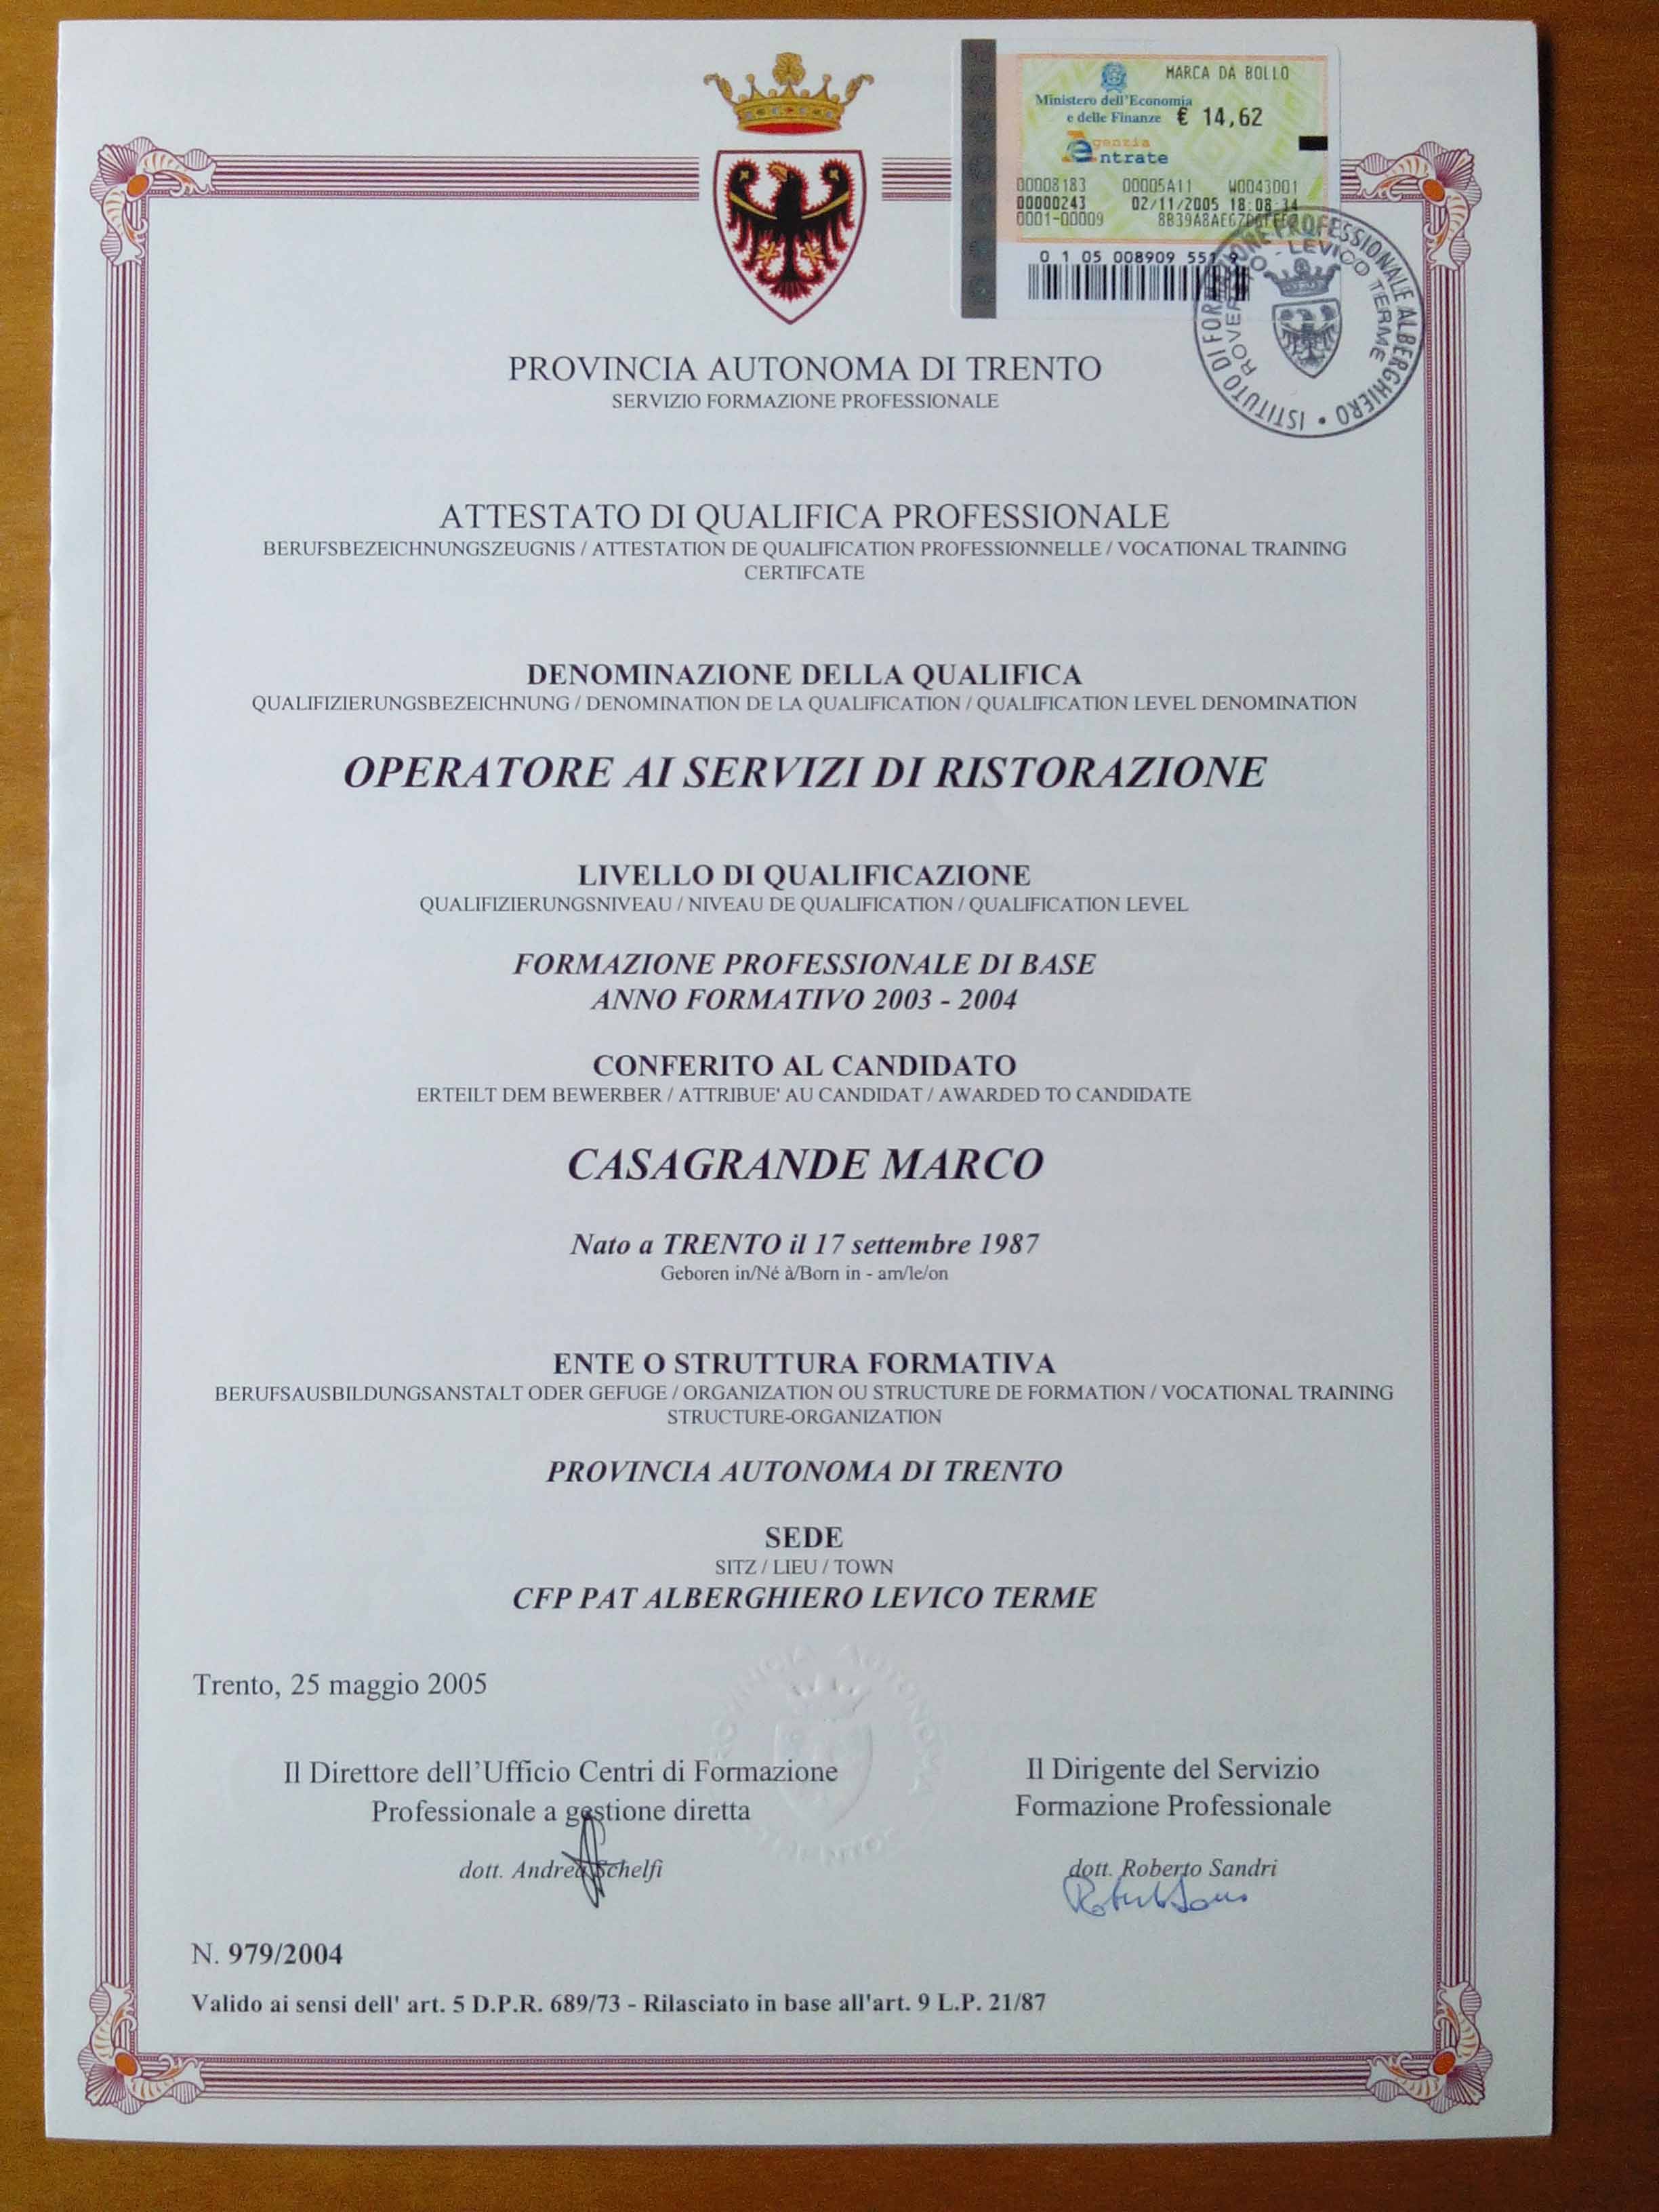 MARCA DA BOLLO
Ministero dell'Economia
e delle Finanze € 14,62
genzia
entrate
00008183 00005A11 W0043001
00000243 02/11/2005 18:08:34
0001-00009
0 1 05 008909 551
ISTITUTO DI FORMAZIONE PROFESSIONALE ALBERGHIERO •
ROVERETO - LEVICO TERME
PROVINCIA AUTONOMA DI TRENTO
SERVIZIO FORMAZIONE PROFESSIONALE
ATTESTATO DI QUALIFICA PROFESSIONALE
BERUFSBEZEICHNUNGSZEUGNIS / ATTESTATION DE QUALIFICATION PROFESSIONNELLE / VOCATIONAL TRAINING
CERTIFCATE
DENOMINAZIONE DELLA QUALIFICA
QUALIFIZIERUNGSBEZEICHNUNG / DENOMINATION DE LA QUALIFICATION / QUALIFICATION LEVEL DENOMINATION
OPERATORE AI SERVIZI DI RISTORAZIONE
LIVELLO DI QUALIFICAZIONE
QUALIFIZIERUNGSNIVEAU / NIVEAU DE QUALIFICATION / QUALIFICATION LEVEL
FORMAZIONE PROFESSIONALE DI BASE
ANNO FORMATIVO 2003 - 2004
CONFERITO AL CANDIDATO
ERTEILT DEM BEWERBER / ATTRIBUE' AU CANDIDAT / AWARDED TO CANDIDATE
CASAGRANDE MARCO
Nato a TRENTO il 17 settembre 1987
Geboren in/Né à/Born in - am/le/on
ENTE O STRUTTURA FORMATIVA
BERUFSAUSBILDUNGSANSTALT ODER GEFUGE / ORGANIZATION OU STRUCTURE DE FORMATION / VOCATIONAL TRAINING
STRUCTURE-ORGANIZATION
PROVINCIA AUTONOMA DI TRENTO
SEDE
SITZ / LIEU / TOWN
CFP PAT ALBERGHIERO LEVICO TERME
PROVINCIA AUTONOMA
TRENTO
Trento, 25 maggio 2005
Il Direttore dell'Ufficio Centri di Formazione
Professionale a gestione diretta
dott. Andrea Schelfi
Il Dirigente del Servizio
Formazione Professionale
dott. Roberto Sandri
N. 979/2004
Valido ai sensi dell' art. 5 D.P.R. 689/73 - Rilasciato in base all'art. 9 L.P. 21/87